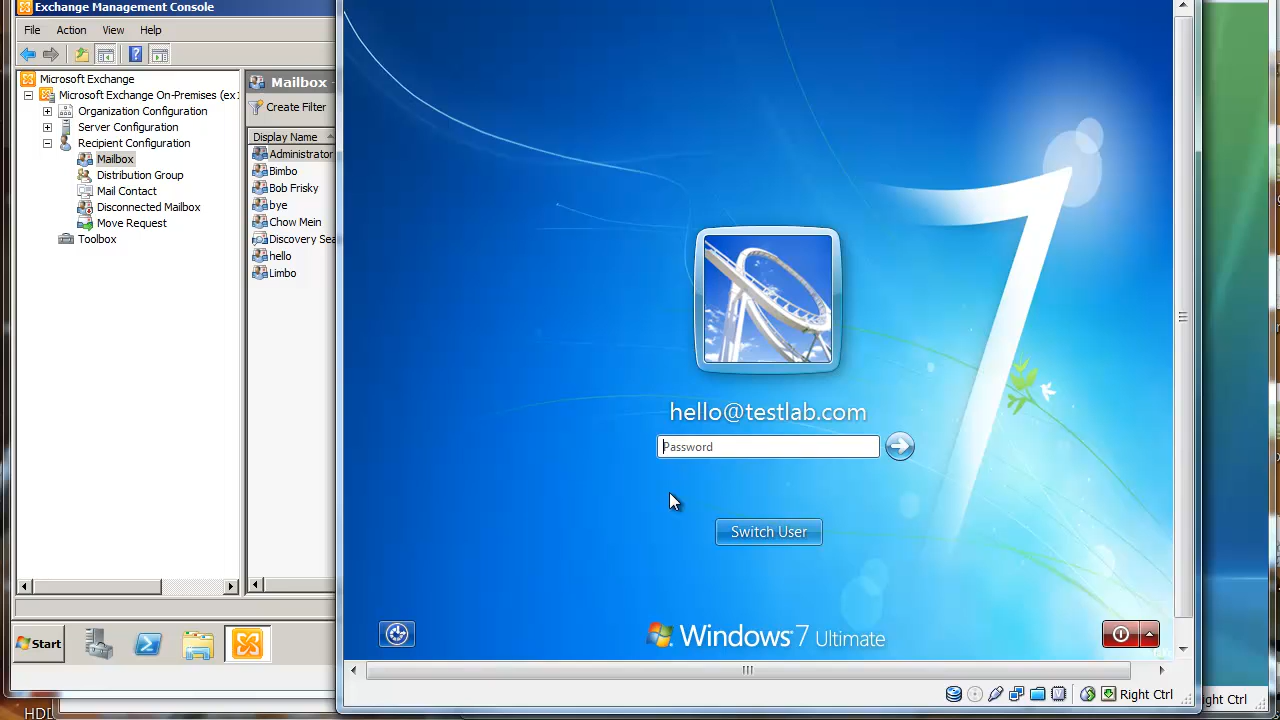 Exchange Management Console
File Action View Help
Microsoft Exchange
Microsoft Exchange On-Premises (ex
Organization Configuration
Server Configuration
Recipient Configuration
Mailbox
Distribution Group
Mail Contact
Disconnected Mailbox
Move Request
Toolbox
Mailbox -
Create Filter
Display Name
Administrator
Bimbo
Bob Frisky
bye
Chow Mein
Discovery Sea
hello
Limbo
Start
hello@testlab.com
Password
Switch User
Windows 7 Ultimate
Right Ctrl
ght Ctrl
HDD